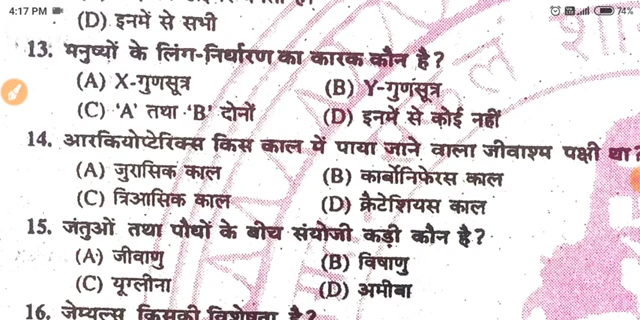 4:17 PM
74%
(D) इनमें से सभी
13. मनुष्यों के लिंग-निर्धारण का कारक कौन है?
(A) X-गुणसूत्र (B) Y-गुणसूत्र
(C) 'A' तथा 'B' दोनों (D) इनमें से कोई नहीं
14. आरकियोप्टेरिक्स किस काल में पाया जाने वाला जीवाश्म पक्षी था?
(A) जुरासिक काल (B) कार्बोनिफेरस काल
(C) त्रिआसिक काल (D) क्रैटेशियस काल
15. जंतुओं तथा पौधों के बीच संयोजी कड़ी कौन है?
(A) जीवाणु (B) विषाणु
(C) यूग्लीना (D) अमीबा
16. जेम्यूल्स किसकी विशेषता है?